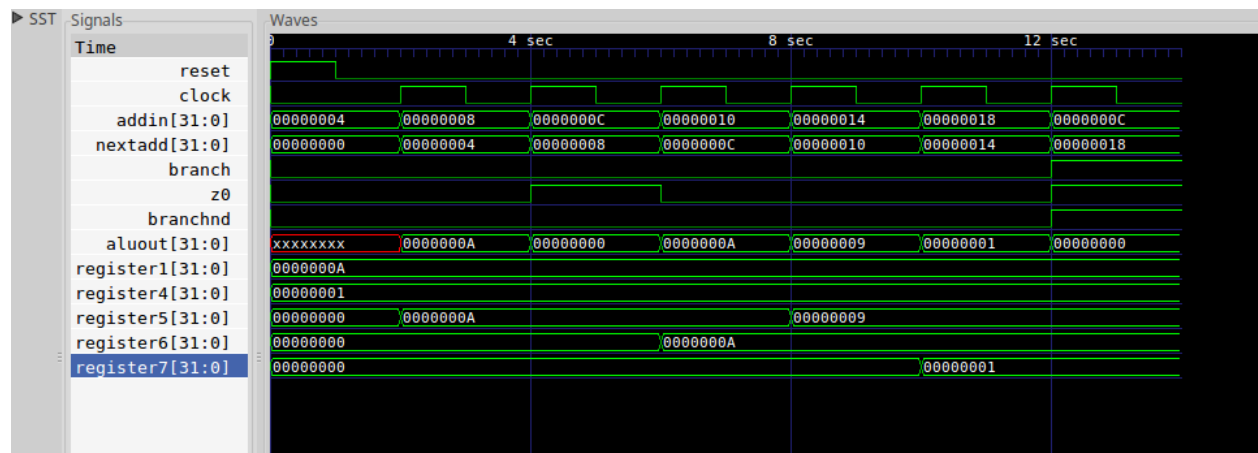 SST Signals Waves
Time 0 4 sec 8 sec 12 sec
reset
clock
addin[31:0] 00000004 00000008 0000000C 00000010 00000014 00000018 0000000C
nextadd[31:0] 00000000 00000004 00000008 0000000C 00000010 00000014 00000018
branch
z0
branchnd
aluout[31:0] xxxxxxxx 0000000A 00000000 0000000A 00000009 00000001 00000000
register1[31:0] 0000000A
register4[31:0] 00000001
register5[31:0] 00000000 0000000A 00000009
register6[31:0] 00000000 0000000A
register7[31:0] 00000000 00000001